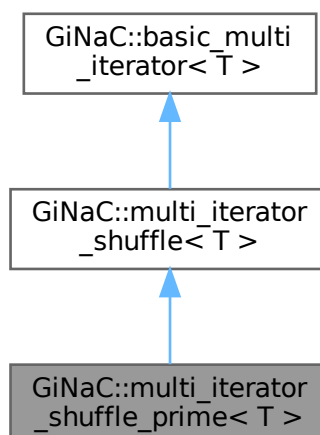 GiNaC::basic_multi
_iterator< T >
GiNaC::multi_iterator
_shuffle< T >
GiNaC::multi_iterator
_shuffle_prime< T >